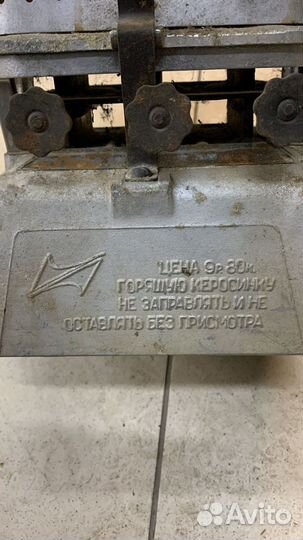 ЦЕНА 9р. 80к.
ГОРЯЩУЮ КЕРОСИНКУ
НЕ ЗАПРАВЛЯТЬ И НЕ
ОСТАВЛЯТЬ БЕЗ ПРИСМОТРА
Avito